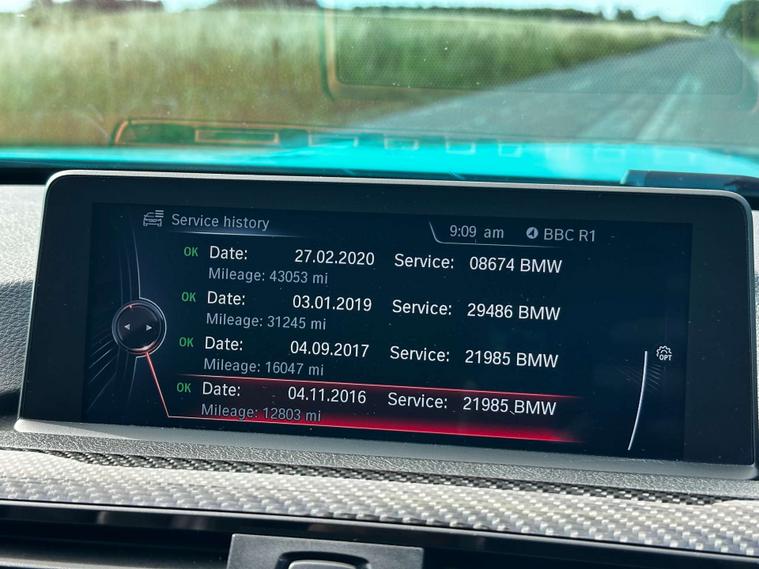 Service history
9:09 am BBC R1
OK Date: 27.02.2020 Service: 08674 BMW
Mileage: 43053 mi
OK Date: 03.01.2019 Service: 29486 BMW
Mileage: 31245 mi
OK Date: 04.09.2017 Service: 21985 BMW
Mileage: 16047 mi
OK Date: 04.11.2016 Service: 21985 BMW
Mileage: 12803 mi
OPT